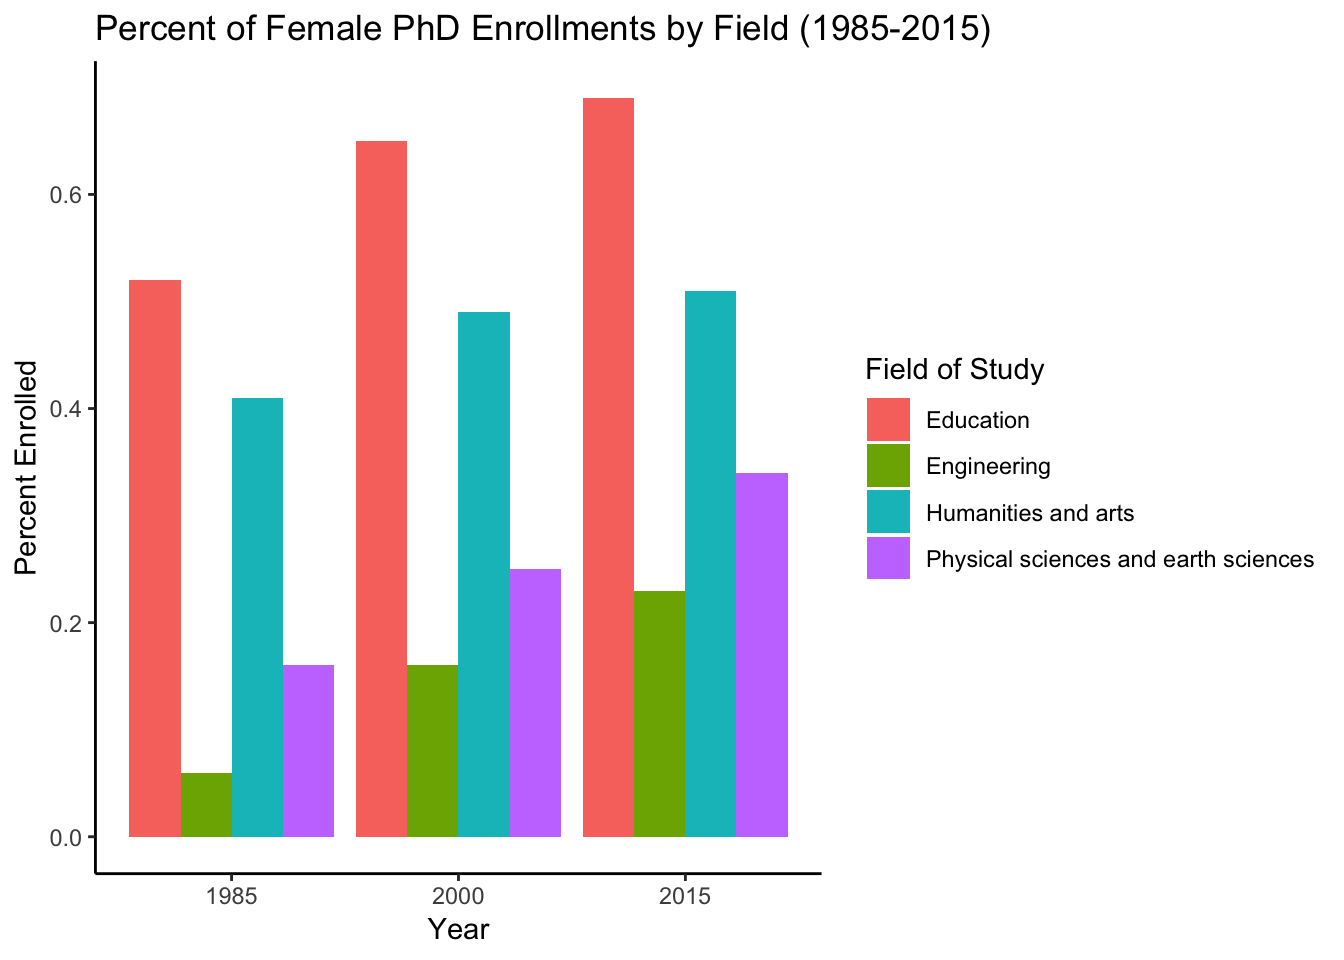 Percent of Female PhD Enrollments by Field (1985-2015)
Percent Enrolled
0.6
0.4
0.2
0.0
1985
2000
2015
Year
Field of Study
Education
Engineering
Humanities and arts
Physical sciences and earth sciences